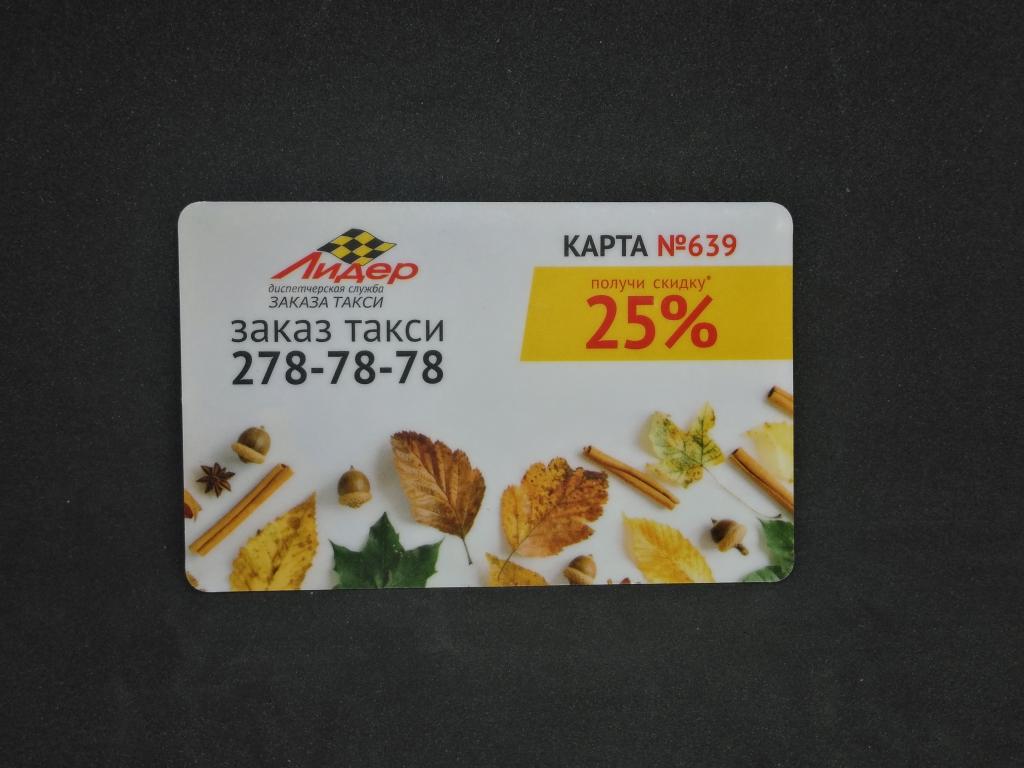 Лидер
диспетчерская служба
ЗАКАЗА ТАКСИ
заказ такси
278-78-78
КАРТА №639
получи скидку*
25%